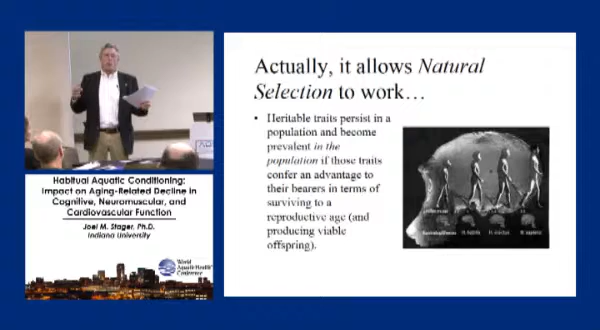 Habitual Aquatic Conditioning:
Impact on Aging-Related Decline in
Cognitive, Neuromuscular, and
Cardiovascular Function
Joel M. Stager, Ph.D.
Indiana University
World
Aquatic Health
Conference
Actually, it allows Natural
Selection to work…
• Heritable traits persist in a
population and become
prevalent in the
population if those traits
confer an advantage to
their bearers in terms of
surviving to a
reproductive age (and
producing viable
offspring).